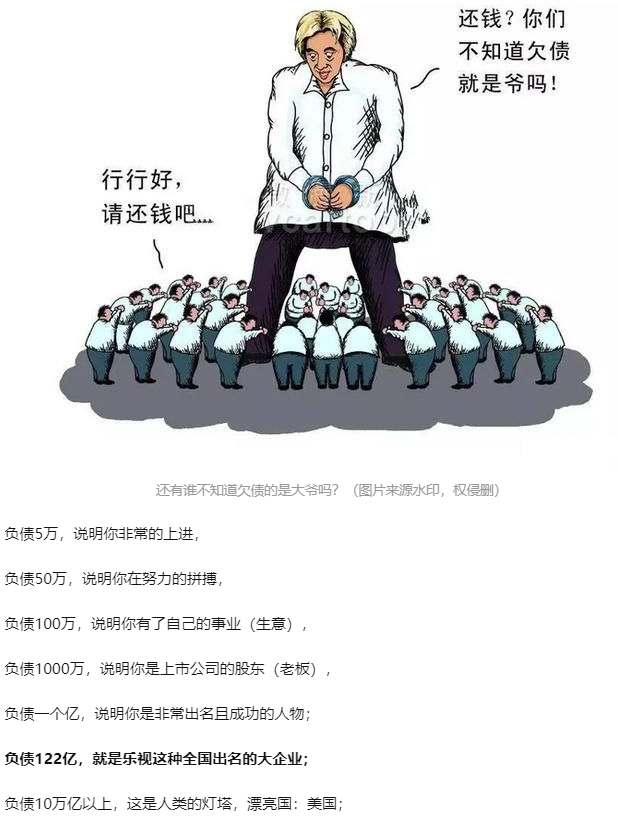 还钱？你们
不知道欠债
就是爷吗！
行行好，
请还钱吧……
还有谁不知道欠债的是大爷吗？（图片来源水印，权侵删）
负债5万，说明你非常的上进，
负债50万，说明你在努力的拼搏，
负债100万，说明你有了自己的事业（生意），
负债1000万，说明你是上市公司的股东（老板），
负债一个亿，说明你是非常出名且成功的人物；
负债122亿，就是乐视这种全国出名的大企业；
负债10万亿以上，这是人类的灯塔，漂亮国：美国；